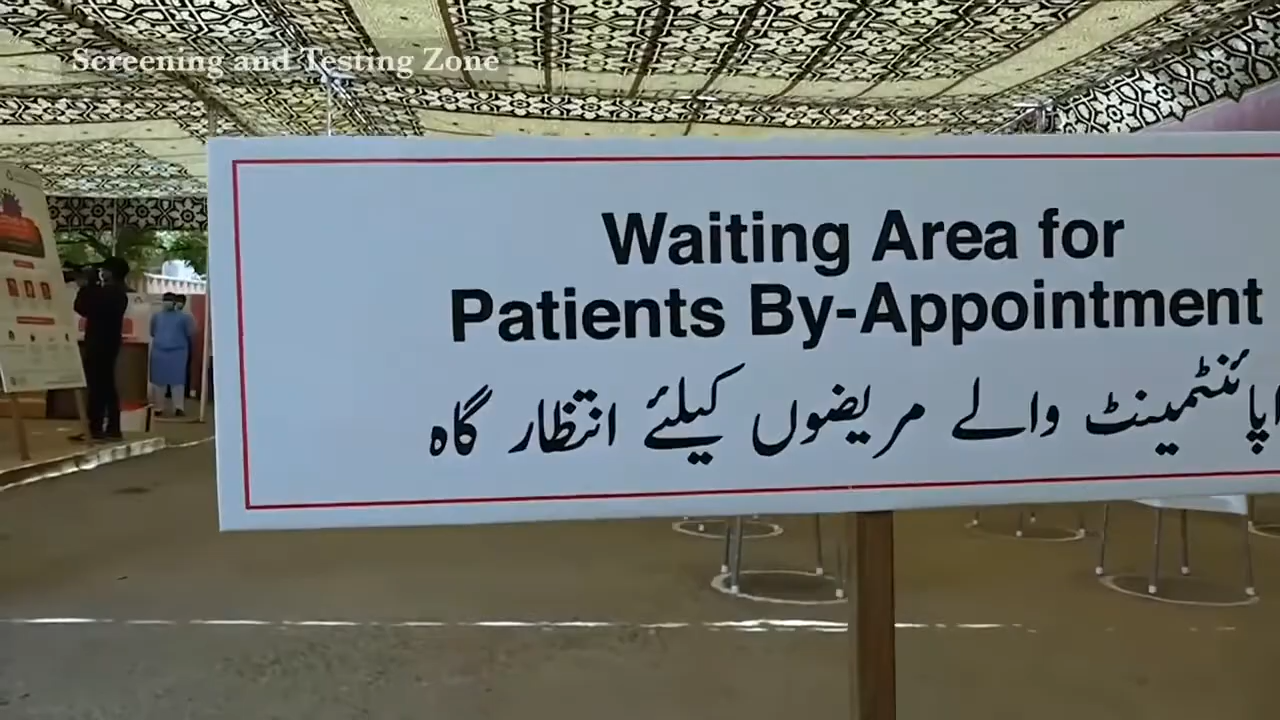 Screening and Testing Zone
Waiting Area for
Patients By-Appointment
اپائنٹمینٹ والے مریضوں کیلئے انتظار گاہ